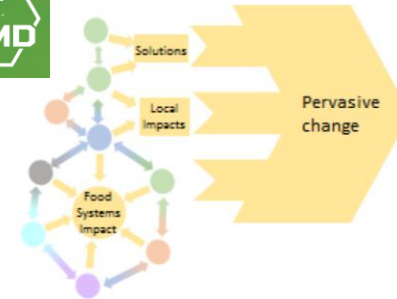 MD
Solutions
Local
Impacts
Pervasive
change
Food
Systems
Impact